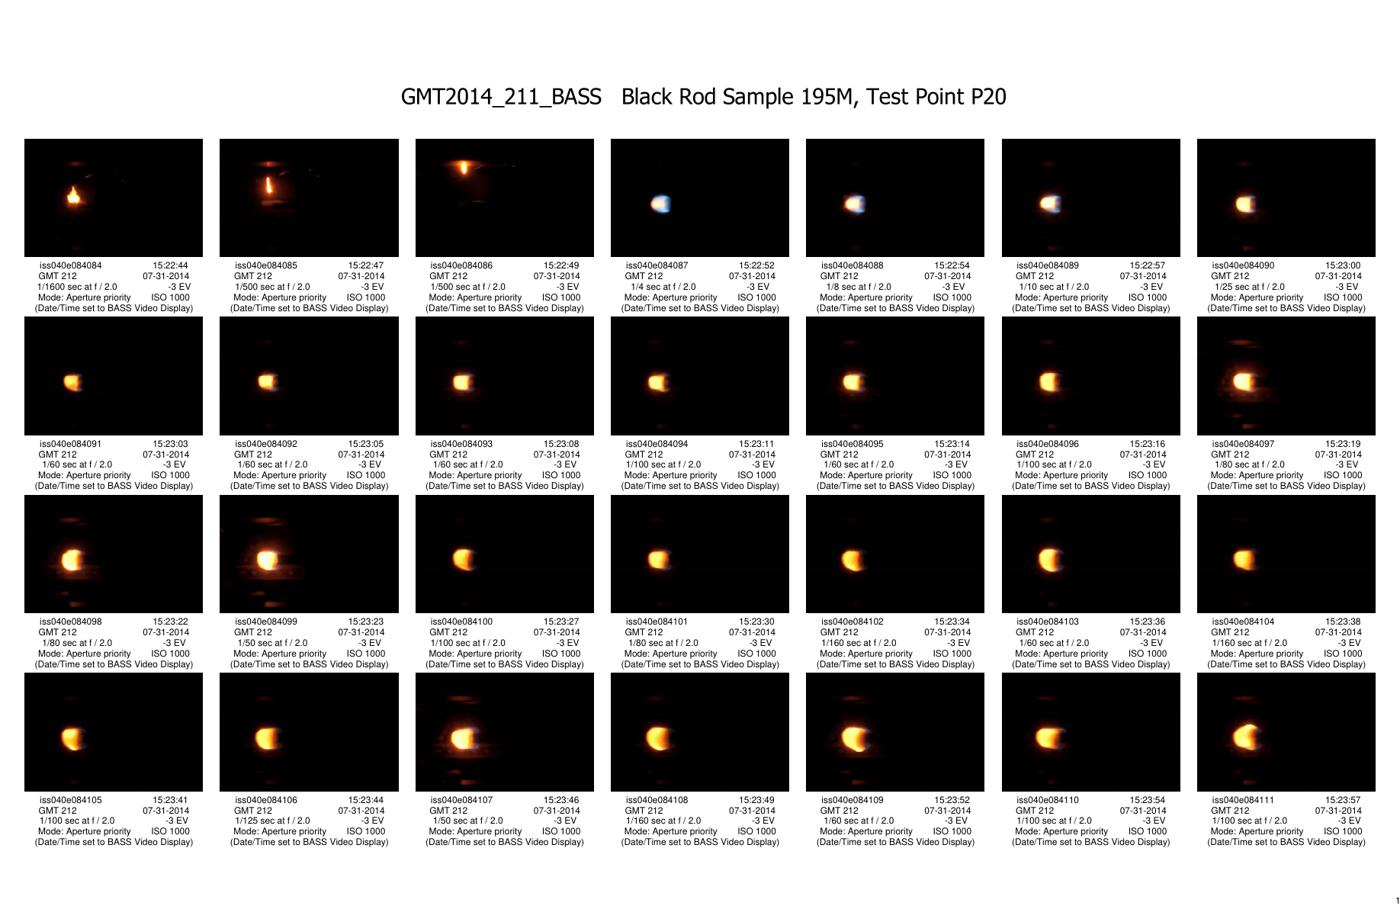 GMT2014_211_BASS Black Rod Sample 195M, Test Point P20
iss040e084084 15:22:44
GMT 212 07-31-2014
1/1600 sec at f / 2.0 -3 EV
Mode: Aperture priority ISO 1000
(Date/Time set to BASS Video Display)
iss040e084085 15:22:47
GMT 212 07-31-2014
1/500 sec at f / 2.0 -3 EV
Mode: Aperture priority ISO 1000
(Date/Time set to BASS Video Display)
iss040e084086 15:22:49
GMT 212 07-31-2014
1/500 sec at f / 2.0 -3 EV
Mode: Aperture priority ISO 1000
(Date/Time set to BASS Video Display)
iss040e084087 15:22:52
GMT 212 07-31-2014
1/4 sec at f / 2.0 -3 EV
Mode: Aperture priority ISO 1000
(Date/Time set to BASS Video Display)
iss040e084088 15:22:54
GMT 212 07-31-2014
1/8 sec at f / 2.0 -3 EV
Mode: Aperture priority ISO 1000
(Date/Time set to BASS Video Display)
iss040e084089 15:22:57
GMT 212 07-31-2014
1/10 sec at f / 2.0 -3 EV
Mode: Aperture priority ISO 1000
(Date/Time set to BASS Video Display)
iss040e084090 15:23:00
GMT 212 07-31-2014
1/25 sec at f / 2.0 -3 EV
Mode: Aperture priority ISO 1000
(Date/Time set to BASS Video Display)
iss040e084091 15:23:03
GMT 212 07-31-2014
1/60 sec at f / 2.0 -3 EV
Mode: Aperture priority ISO 1000
(Date/Time set to BASS Video Display)
iss040e084092 15:23:05
GMT 212 07-31-2014
1/60 sec at f / 2.0 -3 EV
Mode: Aperture priority ISO 1000
(Date/Time set to BASS Video Display)
iss040e084093 15:23:08
GMT 212 07-31-2014
1/60 sec at f / 2.0 -3 EV
Mode: Aperture priority ISO 1000
(Date/Time set to BASS Video Display)
iss040e084094 15:23:11
GMT 212 07-31-2014
1/100 sec at f / 2.0 -3 EV
Mode: Aperture priority ISO 1000
(Date/Time set to BASS Video Display)
iss040e084095 15:23:14
GMT 212 07-31-2014
1/60 sec at f / 2.0 -3 EV
Mode: Aperture priority ISO 1000
(Date/Time set to BASS Video Display)
iss040e084096 15:23:16
GMT 212 07-31-2014
1/100 sec at f / 2.0 -3 EV
Mode: Aperture priority ISO 1000
(Date/Time set to BASS Video Display)
iss040e084097 15:23:19
GMT 212 07-31-2014
1/80 sec at f / 2.0 -3 EV
Mode: Aperture priority ISO 1000
(Date/Time set to BASS Video Display)
iss040e084098 15:23:22
GMT 212 07-31-2014
1/80 sec at f / 2.0 -3 EV
Mode: Aperture priority ISO 1000
(Date/Time set to BASS Video Display)
iss040e084099 15:23:23
GMT 212 07-31-2014
1/50 sec at f / 2.0 -3 EV
Mode: Aperture priority ISO 1000
(Date/Time set to BASS Video Display)
iss040e084100 15:23:27
GMT 212 07-31-2014
1/100 sec at f / 2.0 -3 EV
Mode: Aperture priority ISO 1000
(Date/Time set to BASS Video Display)
iss040e084101 15:23:30
GMT 212 07-31-2014
1/80 sec at f / 2.0 -3 EV
Mode: Aperture priority ISO 1000
(Date/Time set to BASS Video Display)
iss040e084102 15:23:34
GMT 212 07-31-2014
1/160 sec at f / 2.0 -3 EV
Mode: Aperture priority ISO 1000
(Date/Time set to BASS Video Display)
iss040e084103 15:23:36
GMT 212 07-31-2014
1/60 sec at f / 2.0 -3 EV
Mode: Aperture priority ISO 1000
(Date/Time set to BASS Video Display)
iss040e084104 15:23:38
GMT 212 07-31-2014
1/160 sec at f / 2.0 -3 EV
Mode: Aperture priority ISO 1000
(Date/Time set to BASS Video Display)
iss040e084105 15:23:41
GMT 212 07-31-2014
1/100 sec at f / 2.0 -3 EV
Mode: Aperture priority ISO 1000
(Date/Time set to BASS Video Display)
iss040e084106 15:23:44
GMT 212 07-31-2014
1/125 sec at f / 2.0 -3 EV
Mode: Aperture priority ISO 1000
(Date/Time set to BASS Video Display)
iss040e084107 15:23:46
GMT 212 07-31-2014
1/50 sec at f / 2.0 -3 EV
Mode: Aperture priority ISO 1000
(Date/Time set to BASS Video Display)
iss040e084108 15:23:49
GMT 212 07-31-2014
1/160 sec at f / 2.0 -3 EV
Mode: Aperture priority ISO 1000
(Date/Time set to BASS Video Display)
iss040e084109 15:23:52
GMT 212 07-31-2014
1/60 sec at f / 2.0 -3 EV
Mode: Aperture priority ISO 1000
(Date/Time set to BASS Video Display)
iss040e084110 15:23:54
GMT 212 07-31-2014
1/100 sec at f / 2.0 -3 EV
Mode: Aperture priority ISO 1000
(Date/Time set to BASS Video Display)
iss040e084111 15:23:57
GMT 212 07-31-2014
1/100 sec at f / 2.0 -3 EV
Mode: Aperture priority ISO 1000
(Date/Time set to BASS Video Display)